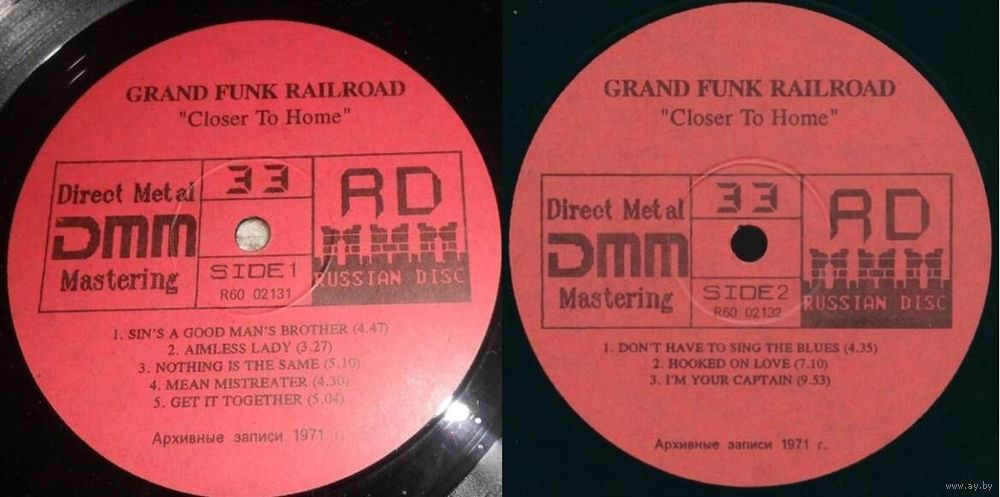 GRAND FUNK RAILROAD
"Closer To Home"
Direct Metal
DMM
Mastering
33
SIDE1
R60 02131
RD
RUSSIAN DISC
1. SIN'S A GOOD MAN'S BROTHER (4.47)
2. AIMLESS LADY (3.27)
3. NOTHING IS THE SAME (5.10)
4. MEAN MISTREATER (4.30)
5. GET IT TOGETHER (5.04)
Архивные записи 1971 г.
GRAND FUNK RAILROAD
"Closer To Home"
Direct Metal
DMM
Mastering
33
SIDE2
R60 02132
RD
RUSSIAN DISC
1. DON'T HAVE TO SING THE BLUES (4.35)
2. HOOKED ON LOVE (7.10)
3. I'M YOUR CAPTAIN (9.53)
Архивные записи 1971 г.
www.ay.by